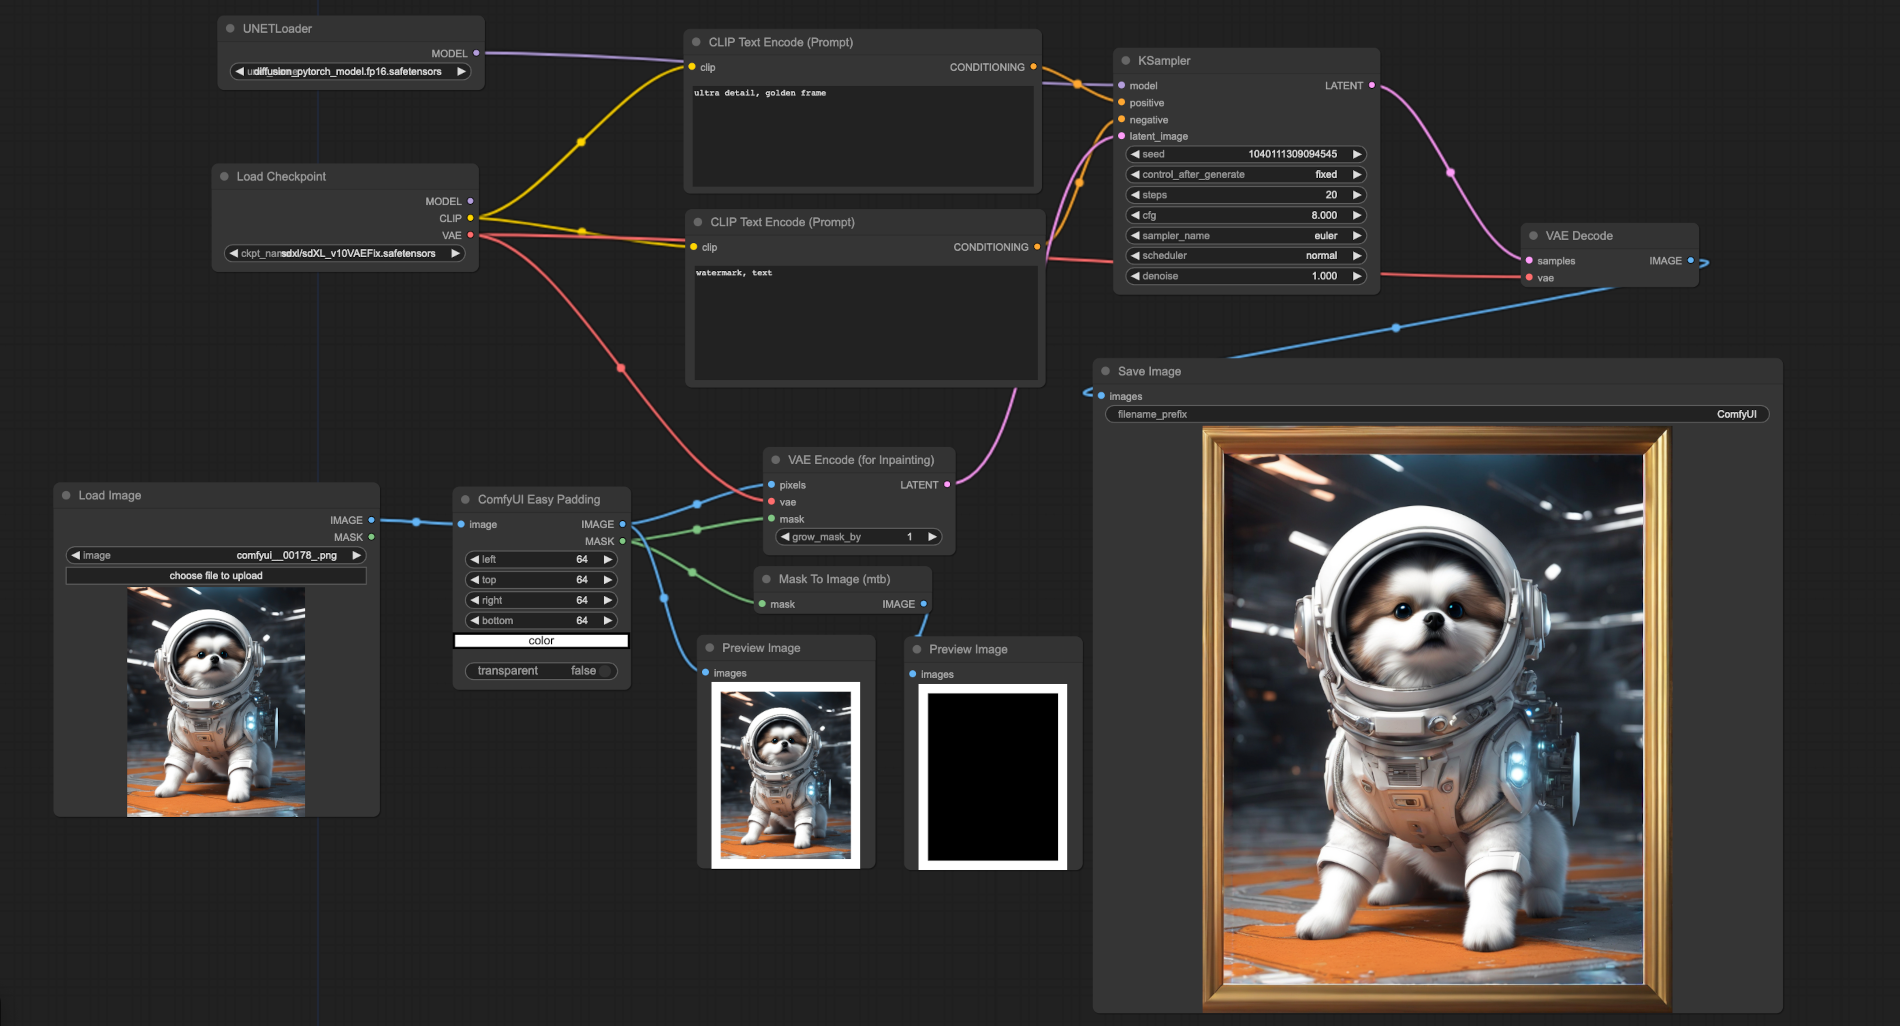 UNETLoader
MODEL
diffusion_pytorch_model.fp16.safetensors
Load Checkpoint
MODEL
CLIP
VAE
ckpt_nam sdxl/sdXL_v10VAEFix.safetensors
CLIP Text Encode (Prompt)
clip CONDITIONING
ultra detail, golden frame
CLIP Text Encode (Prompt)
clip CONDITIONING
watermark, text
KSampler
model LATENT
positive
negative
latent_image
seed 1040111309094545
control_after_generate fixed
steps 20
cfg 8.000
sampler_name euler
scheduler normal
denoise 1.000
VAE Decode
samples IMAGE
vae
Load Image
IMAGE
MASK
image comfyui__00178_.png
choose file to upload
ComfyUI Easy Padding
image IMAGE
MASK
left 64
top 64
right 64
bottom 64
color
transparent false
VAE Encode (for Inpainting)
pixels LATENT
vae
mask
grow_mask_by 1
Mask To Image (mtb)
mask IMAGE
Preview Image
images
Preview Image
images
Save Image
images
filename_prefix ComfyUI